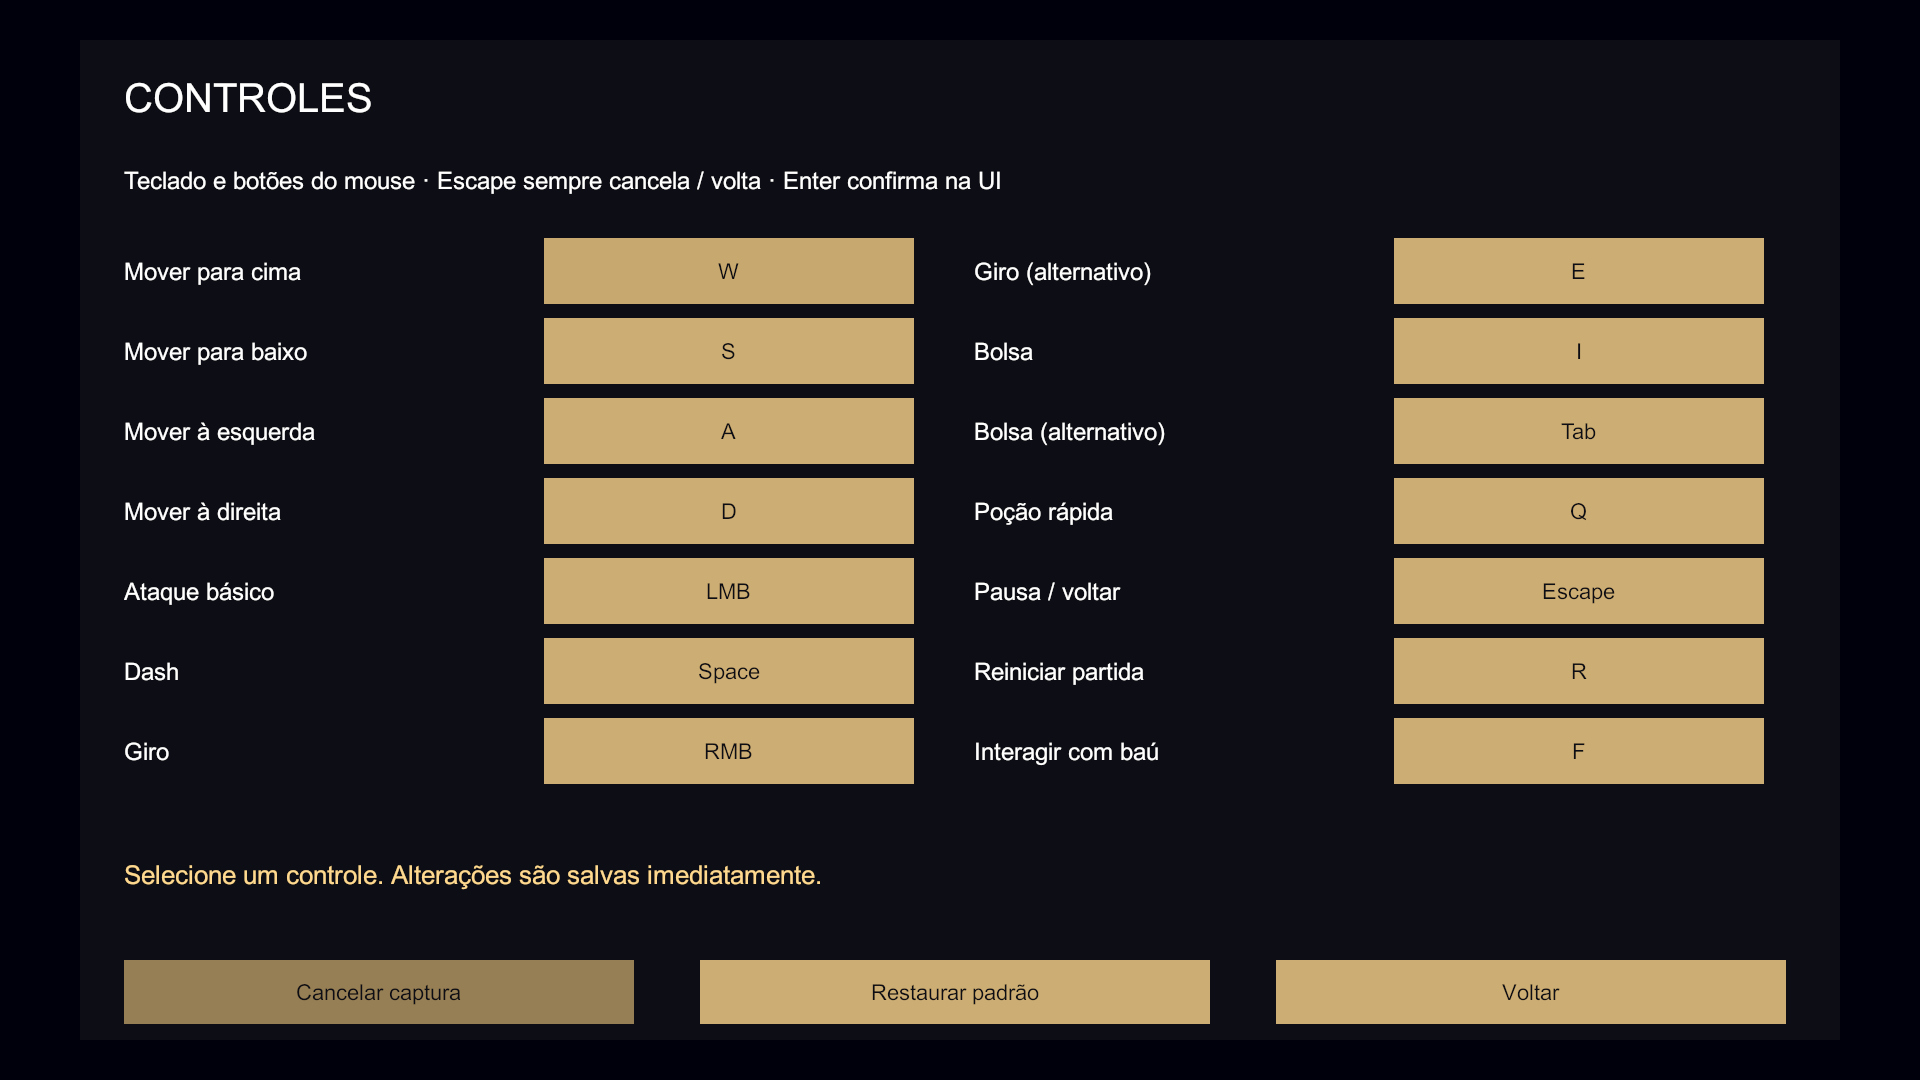 CONTROLES
Teclado e botões do mouse · Escape sempre cancela / volta · Enter confirma na UI
Mover para cima
W
Mover para baixo
S
Mover à esquerda
A
Mover à direita
D
Ataque básico
LMB
Dash
Space
Giro
RMB
Giro (alternativo)
E
Bolsa
I
Bolsa (alternativo)
Tab
Poção rápida
Q
Pausa / voltar
Escape
Reiniciar partida
R
Interagir com baú
F
Selecione um controle. Alterações são salvas imediatamente.
Cancelar captura
Restaurar padrão
Voltar